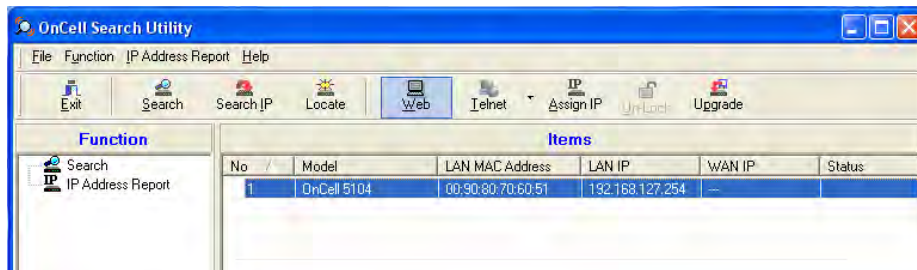 OnCell Search Utility
File Function IP Address Report Help
Exit Search Search IP Locate Web Telnet Assign IP Un-Lock Upgrade
Function Items
Search
IP Address Report
No Model LAN MAC Address LAN IP WAN IP Status
1 OnCell 5104 00:90:80:70:60:51 192.168.127.254 ---